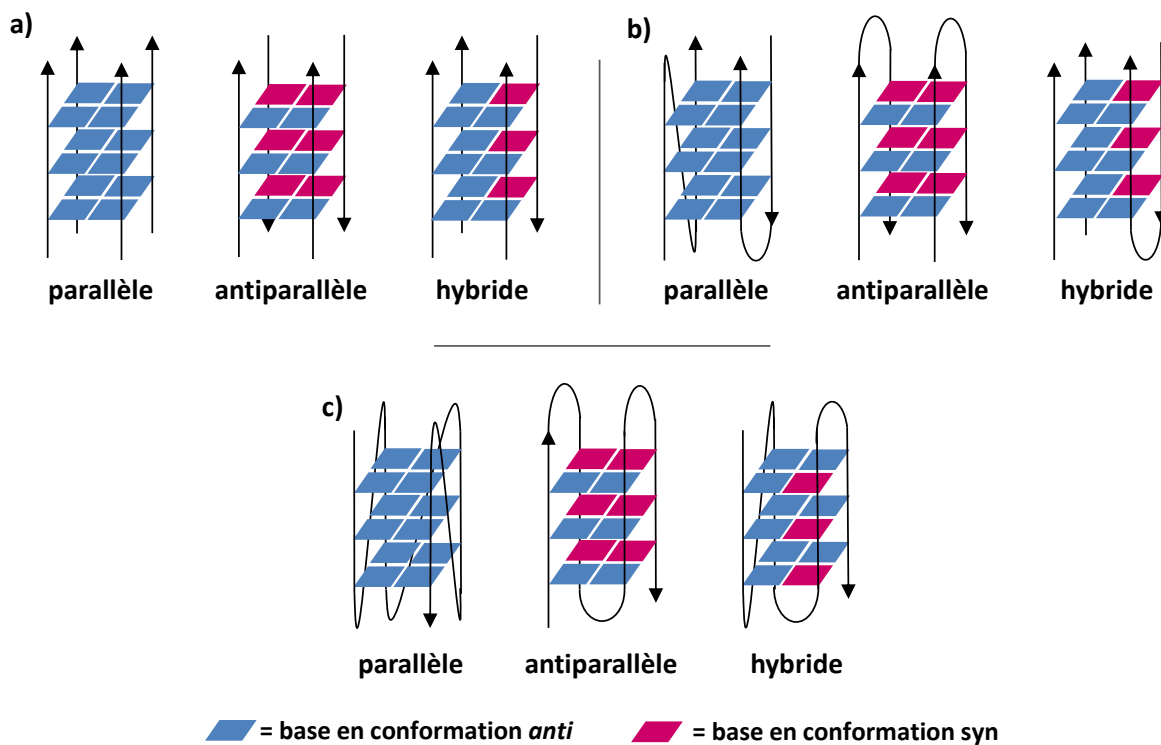 a)
parallèle antiparallèle hybride
b)
parallèle antiparallèle hybride
c)
parallèle antiparallèle hybride
= base en conformation anti = base en conformation syn